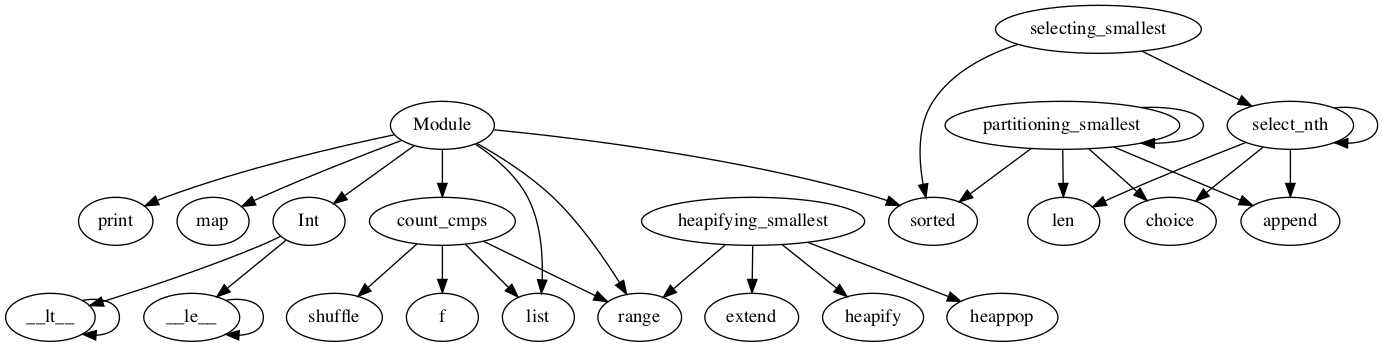 selecting_smallest
Module
partitioning_smallest
select_nth
print
map
Int
count_cmps
heapifying_smallest
sorted
len
choice
append
__lt__
__le__
shuffle
f
list
range
extend
heapify
heappop